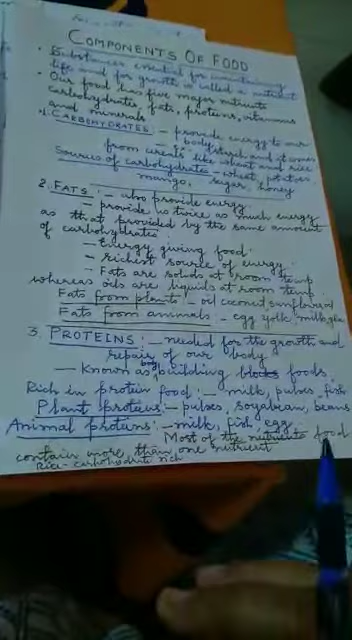 COMPONENTS OF FOOD
• Substances essential for maintaining
life and for growth is called a nutrient
• Our food has five major nutrients
carbohydrates, fats, proteins, vitamins
and minerals
1. CARBOHYDRATES - provide energy to our
body
starch and it comes
from cereals like wheat and rice
Sources of carbohydrates - wheat, potatoes,
mango, sugar, honey
2. FATS: - also provide energy
- provide us twice as much energy
as that provided by the same amount
of carbohydrates
- Energy giving food.
- richest source of energy.
- Fats are solids at room temp
whereas oils are liquids at room temp.
Fats from plants - oil coconut sunflower
Fats from animals - egg yolk milk ghee
3. PROTEINS: - needed for the growth and
repair of our body
- Known as body building foods
Rich in protein food: - milk, pulses, fish
Plant proteins: - pulses, soyabean, beans
Animal proteins: - milk, fish, egg
Most of the nutrients food
contain more than one nutrient
Rice - carbohydrate rich